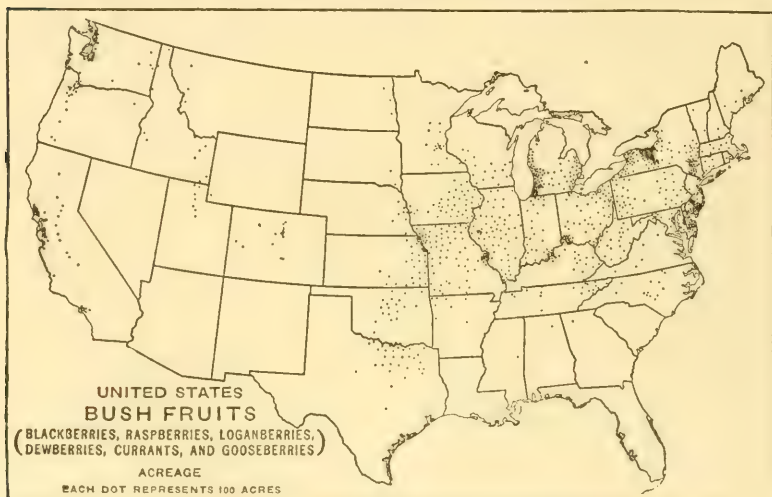 UNITED STATES
BUSH FRUITS
(BLACKBERRIES, RASPBERRIES, LOGANBERRIES,
DEWBERRIES, CURRANTS, AND GOOSEBERRIES)
ACREAGE
EACH DOT REPRESENTS 100 ACRES